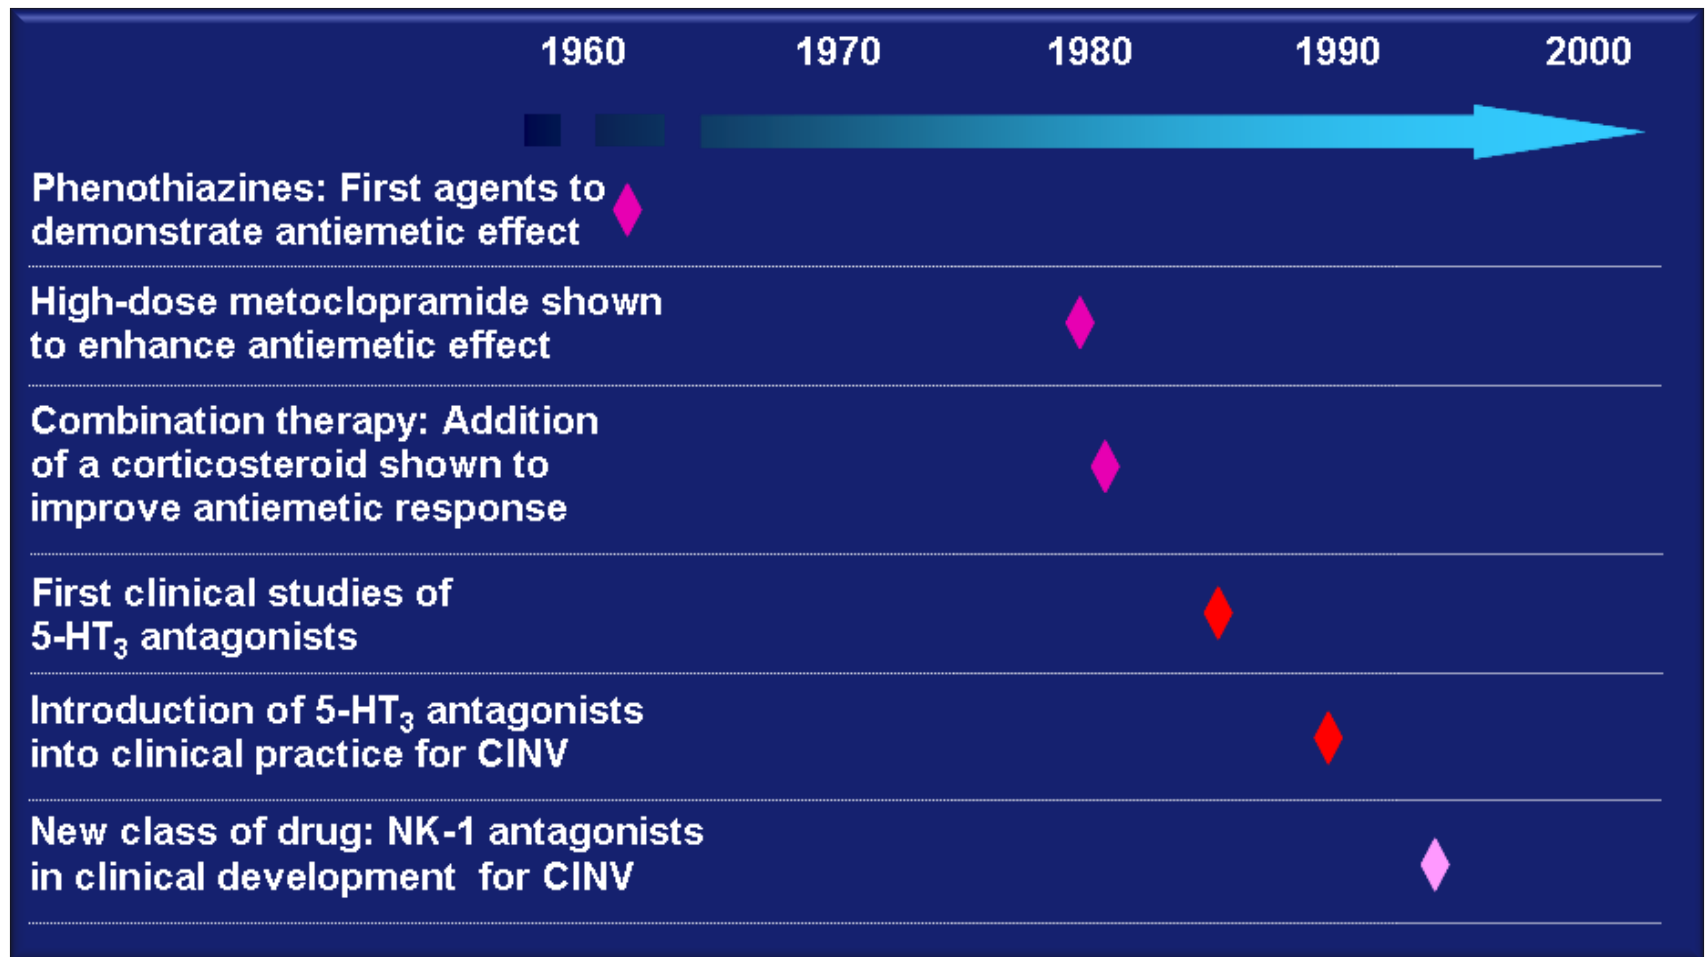 1960 1970 1980 1990 2000
Phenothiazines: First agents to
demonstrate antiemetic effect
High-dose metoclopramide shown
to enhance antiemetic effect
Combination therapy: Addition
of a corticosteroid shown to
improve antiemetic response
First clinical studies of
5-HT₃ antagonists
Introduction of 5-HT₃ antagonists
into clinical practice for CINV
New class of drug: NK-1 antagonists
in clinical development  for CINV